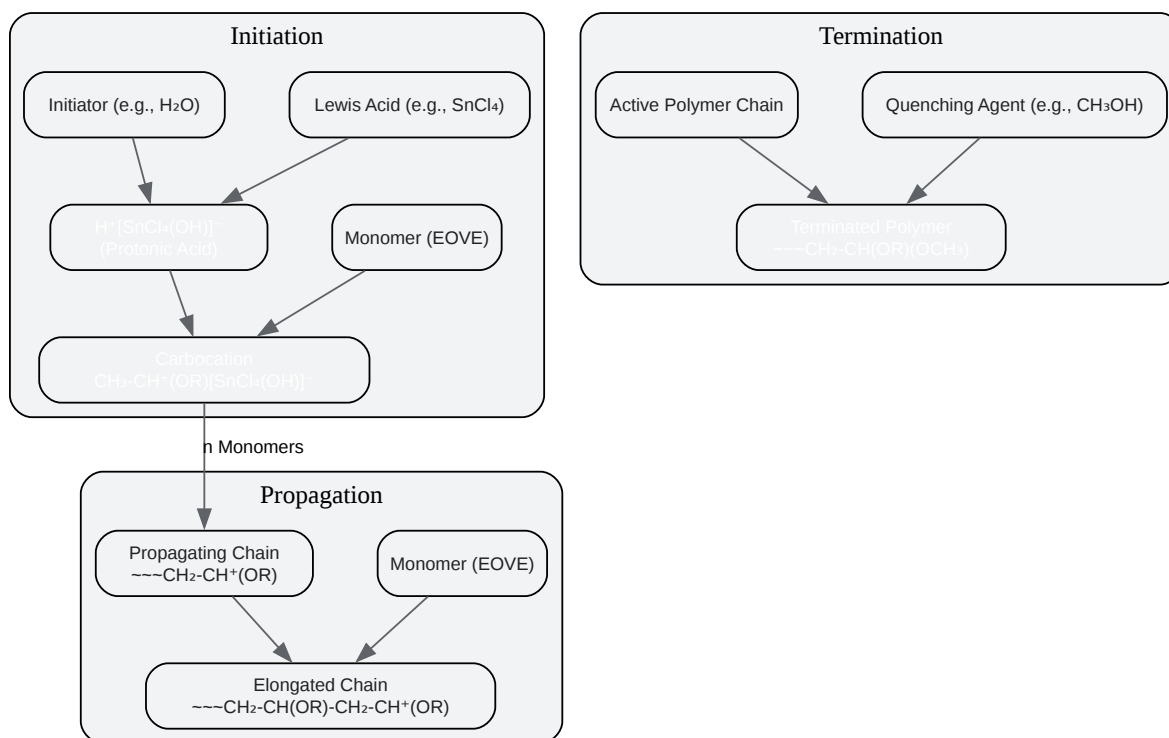 Initiation
Initiator (e.g., H₂O)
Lewis Acid (e.g., SnCl₄)
H⁺[SnCl₄(OH)]⁻
(Protonic Acid)
Monomer (EOVE)
Carbocation
CH₃-CH⁺(OR)[SnCl₄(OH)]⁻
n Monomers
Propagation
Propagating Chain
~~~CH₂-CH⁺(OR)
Monomer (EOVE)
Elongated Chain
~~~CH₂-CH(OR)-CH₂-CH⁺(OR)
Termination
Active Polymer Chain
Quenching Agent (e.g., CH₃OH)
Terminated Polymer
~~~CH₂-CH(OR)(OCH₃)